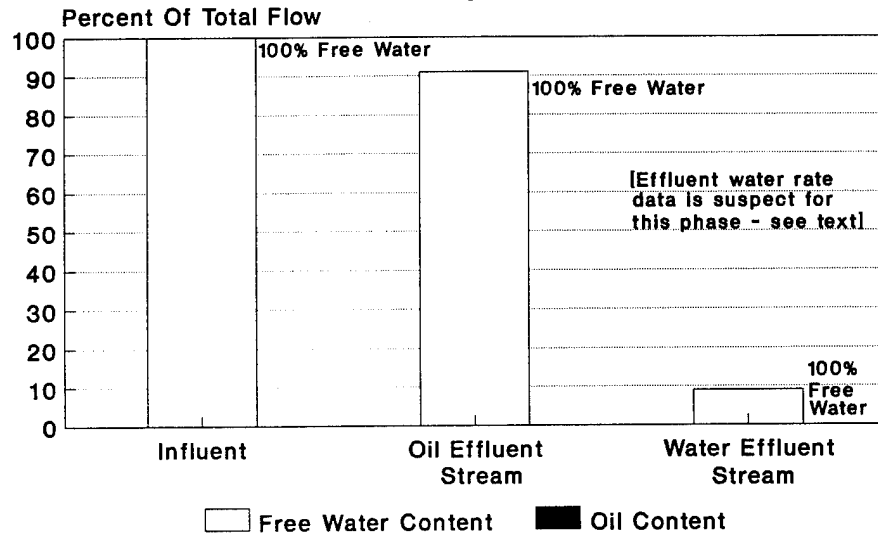 Percent Of Total Flow
100
90
80
70
60
50
40
30
20
10
0
100% Free Water
100% Free Water
[Effluent water rate
data is suspect for
this phase - see text]
100%
Free
Water
Influent
Oil Effluent
Stream
Water Effluent
Stream
Free Water Content
Oil Content